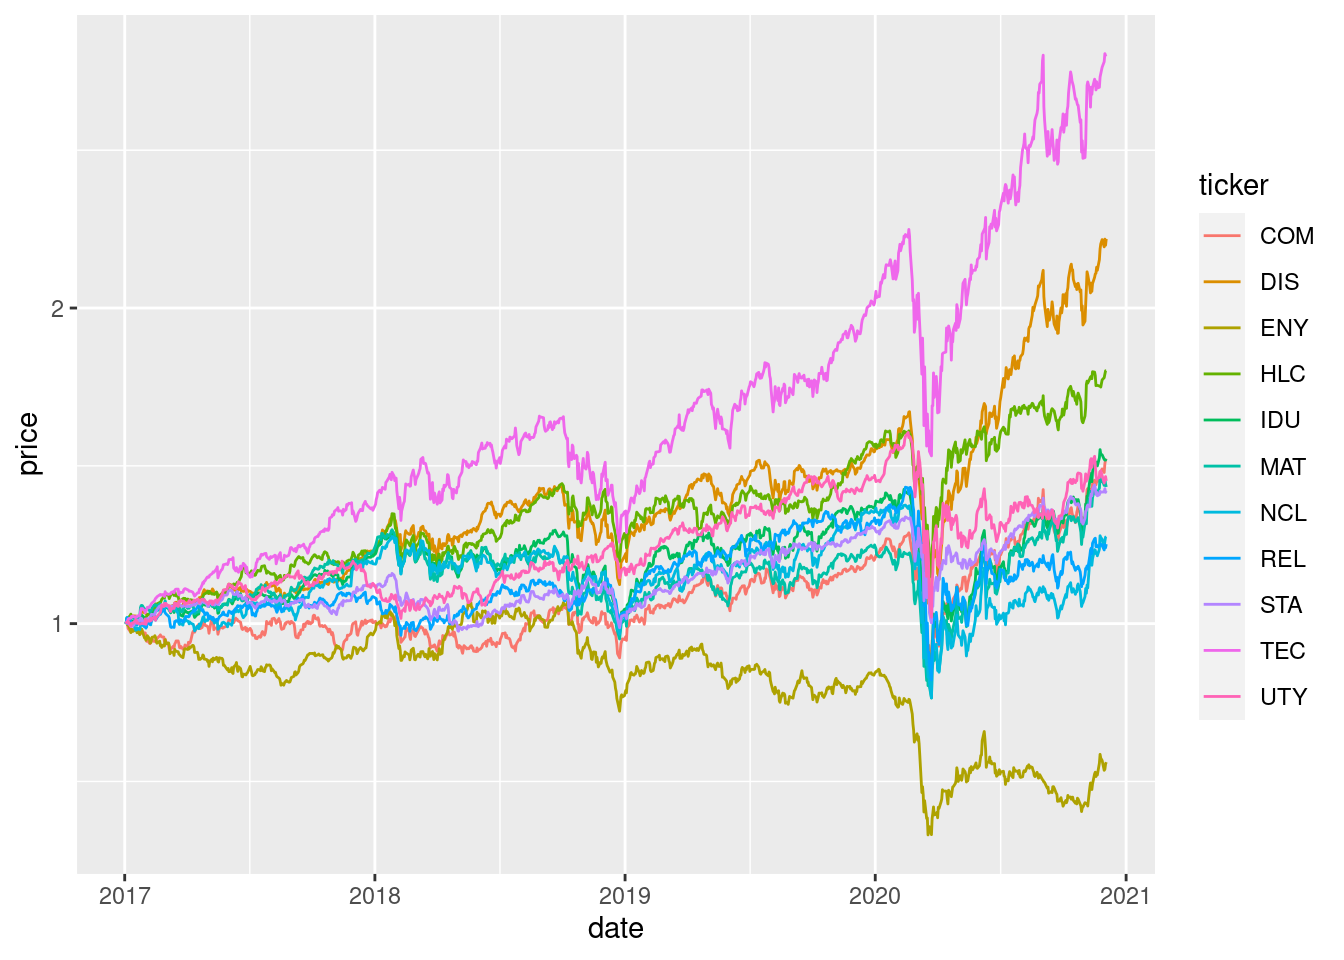 price
2
1
2017
2018
2019
2020
2021
date
ticker
COM
DIS
ENY
HLC
IDU
MAT
NCL
REL
STA
TEC
UTY